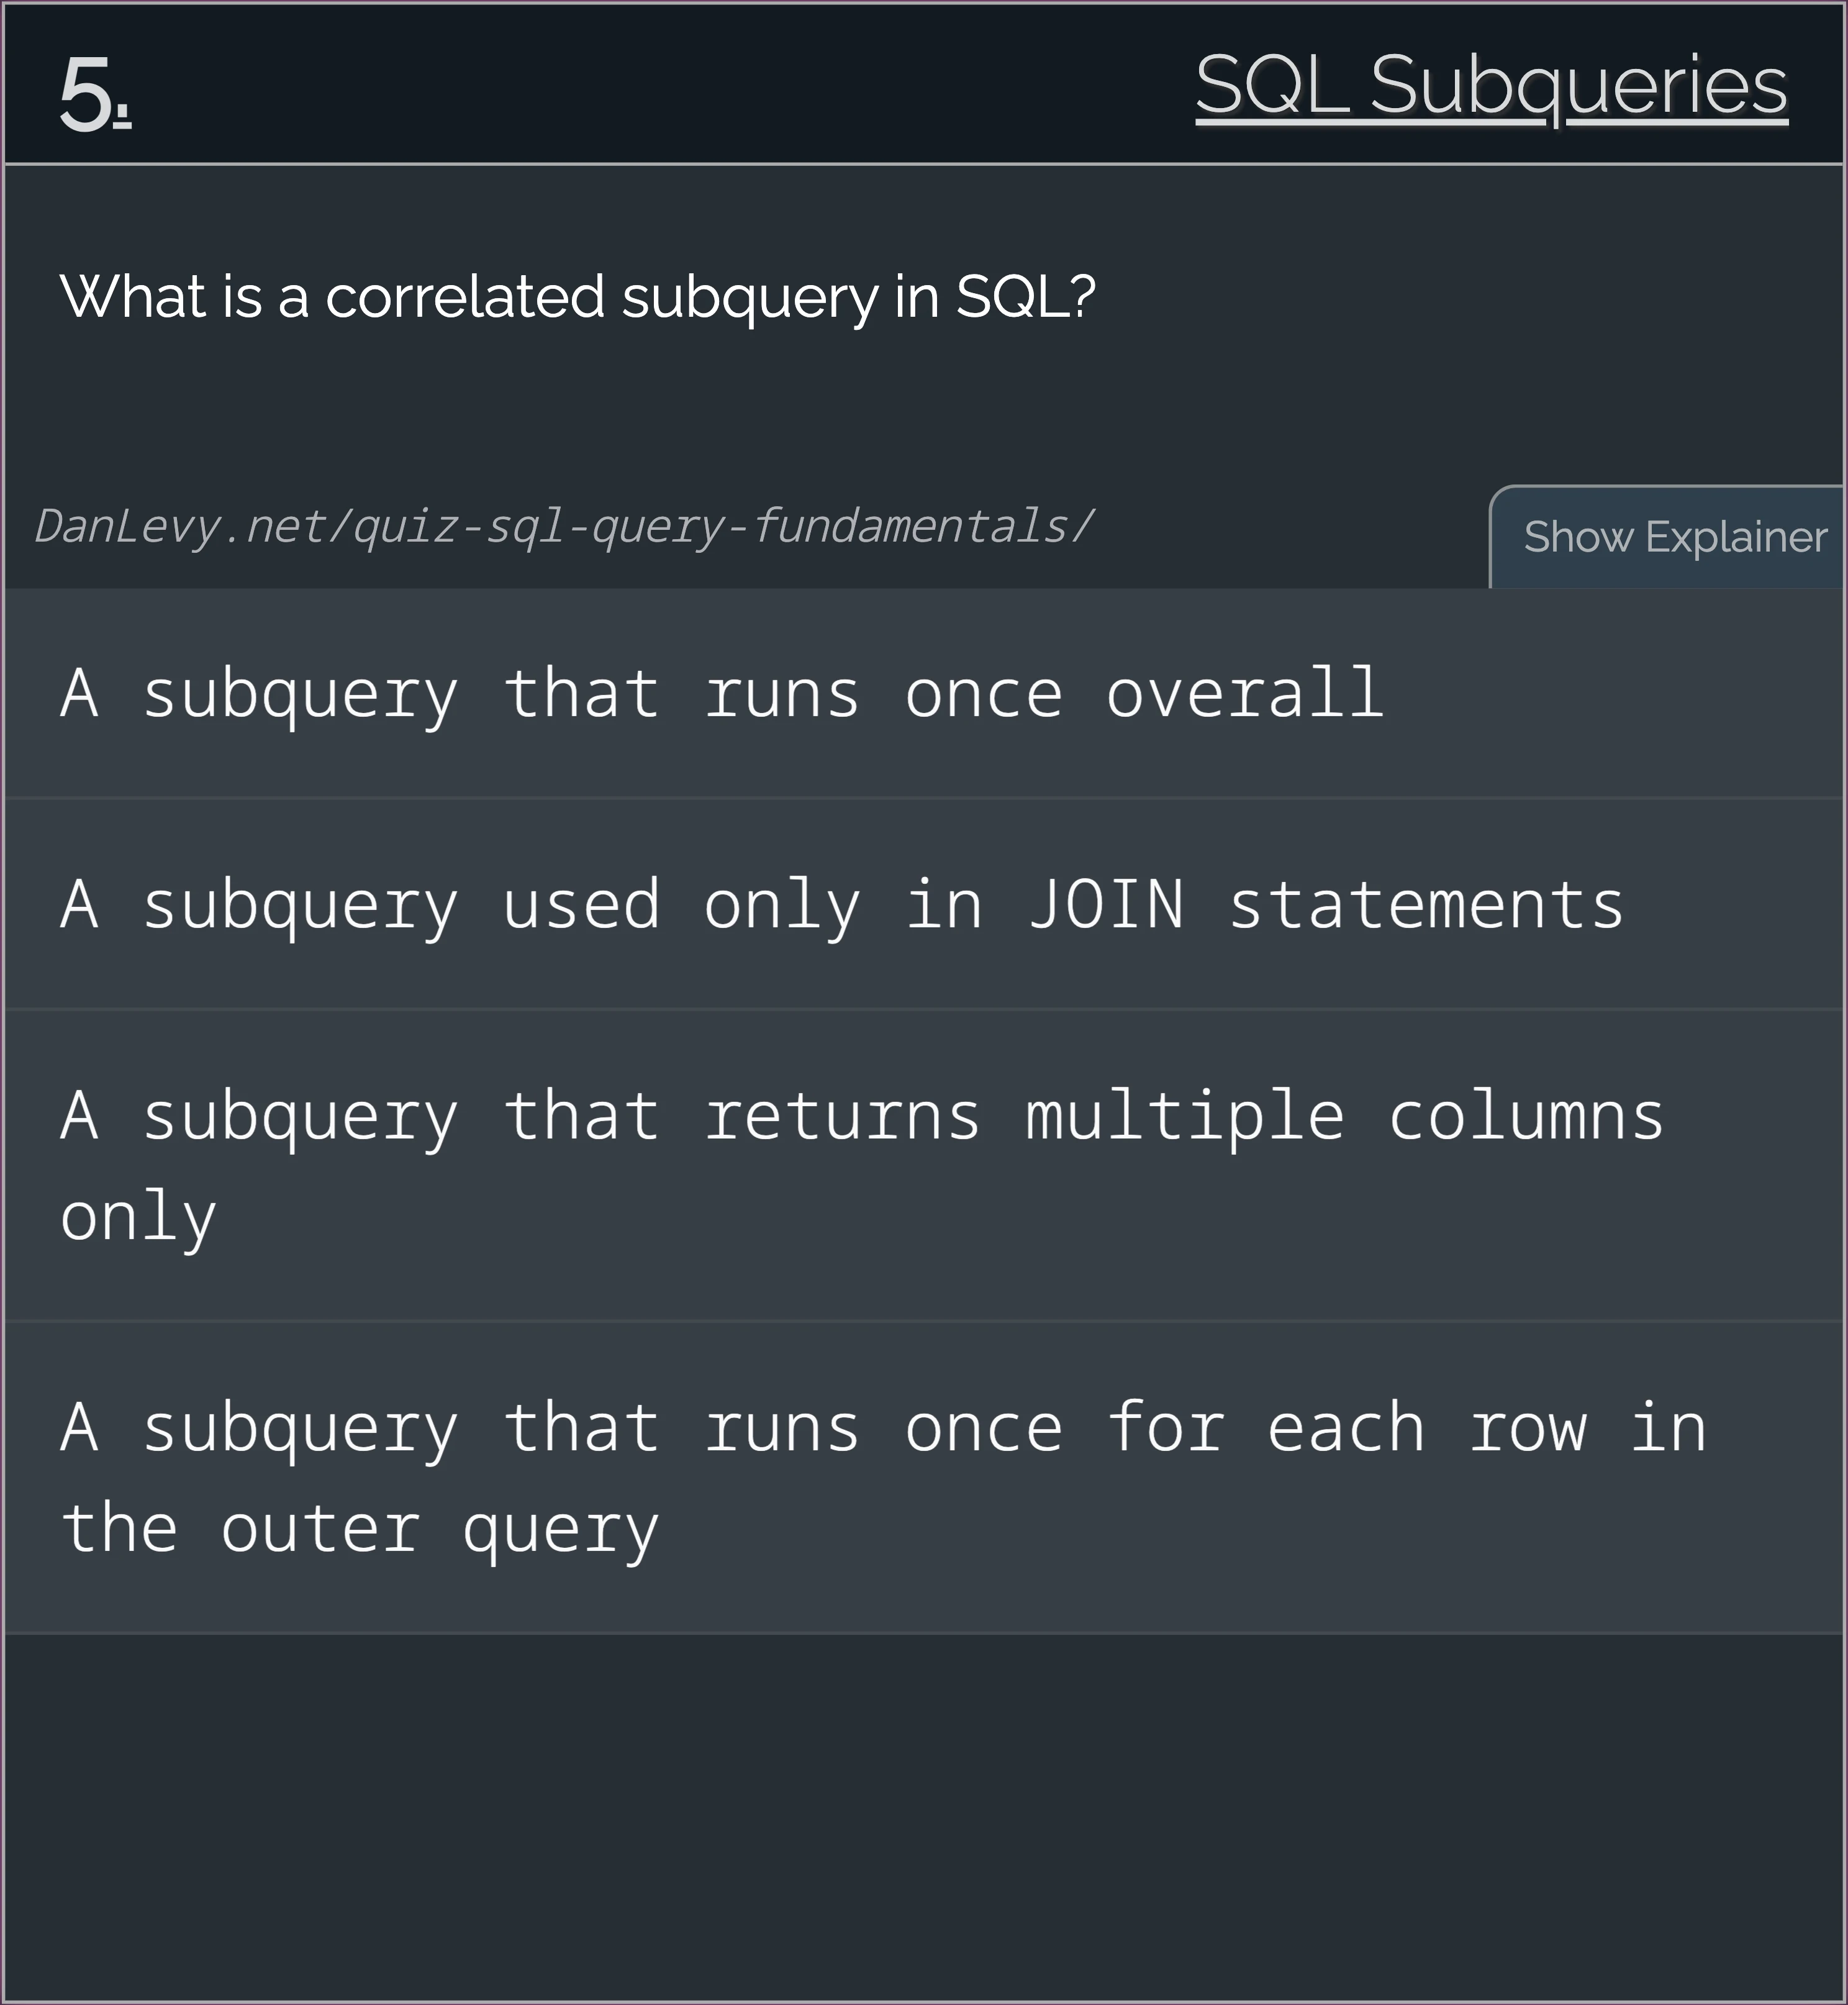 5.
SQL Subqueries
What is a correlated subquery in SQL?
DanLevy.net/quiz-sql-query-fundamentals/
Show Explainer
A subquery that runs once overall
A subquery used only in JOIN statements
A subquery that returns multiple columns
only
A subquery that runs once for each row in
the outer query